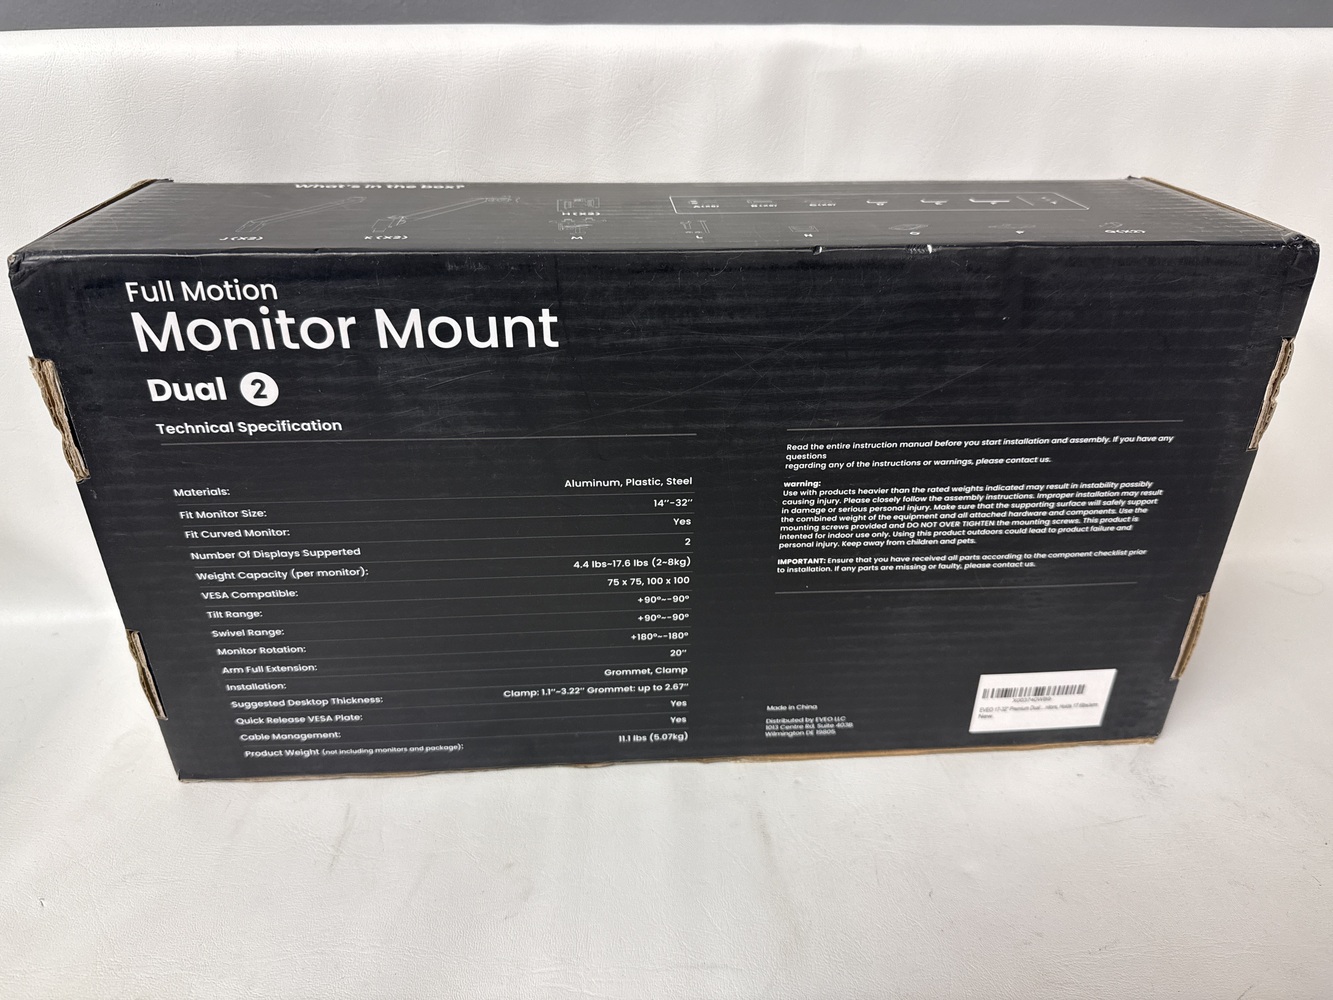 What's in the box?
J(X2)
K(X2)
H(X2)
M
L
N
Q(X2)
Full Motion
Monitor Mount
Dual 2
Technical Specification
Materials: Aluminum, Plastic, Steel
Fit Monitor Size: 14"-32"
Fit Curved Monitor: Yes
Number Of Displays Supported 2
Weight Capacity (per monitor): 4.4 lbs~17.6 lbs (2~8kg)
VESA Compatible: 75 x 75, 100 x 100
Tilt Range: +90°~-90°
Swivel Range: +90°~-90°
Monitor Rotation: +180°~-180°
Arm Full Extension: 20"
Installation: Grommet, Clamp
Suggested Desktop Thickness: Clamp: 1.1"~3.22" Grommet: up to 2.67"
Quick Release VESA Plate: Yes
Cable Management: Yes
Product Weight (not including monitors and package): 11.1 lbs (5.07kg)
Read the entire instruction manual before you start installation and assembly. If you have any
questions
regarding any of the instructions or warnings, please contact us.
warning:
Use with products heavier than the rated weights indicated may result in instability possibly
causing injury. Please closely follow the assembly instructions. Improper installation may result
in damage or serious personal injury. Make sure that the supporting surface will safely support
the combined weight of the equipment and all attached hardware and components. Use the
mounting screws provided and DO NOT OVER TIGHTEN the mounting screws. This product is
intended for indoor use only. Using this product outdoors could lead to product failure and
personal injury. Keep away from children and pets.
IMPORTANT: Ensure that you have received all parts according to the component checklist prior
to installation. If any parts are missing or faulty, please contact us.
Made in China
Distributed by EVEO LLC
1013 Centre Rd. Suite 403B
Wilmington DE 19805
New